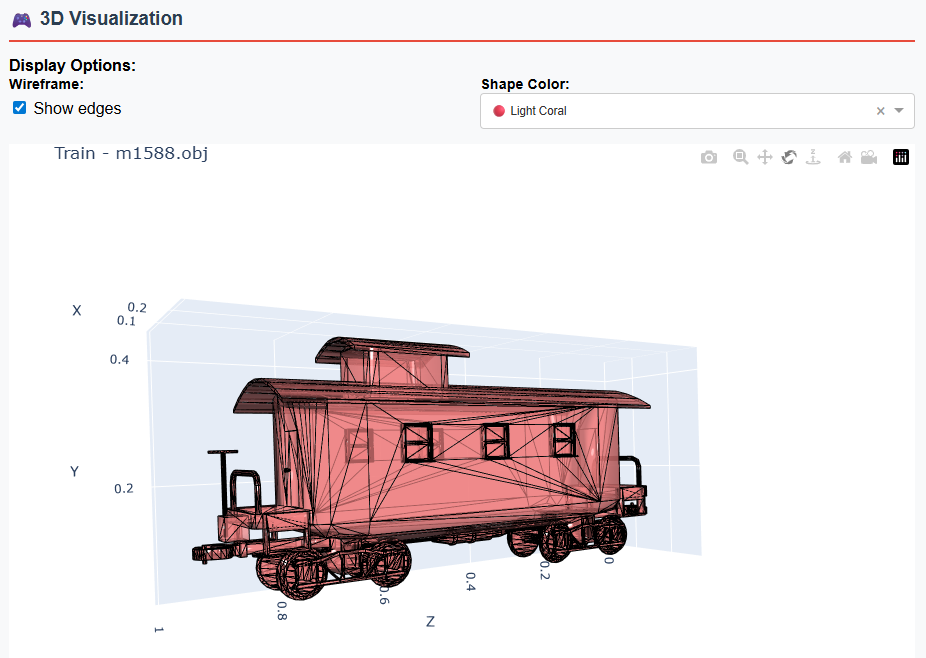 3D Visualization
Display Options:
Wireframe:
Show edges
Shape Color:
Light Coral
Train - m1588.obj
X
0.2
0.1
0.4
Y
0.2
1
0.8
0.6
0.4
0.2
0
Z